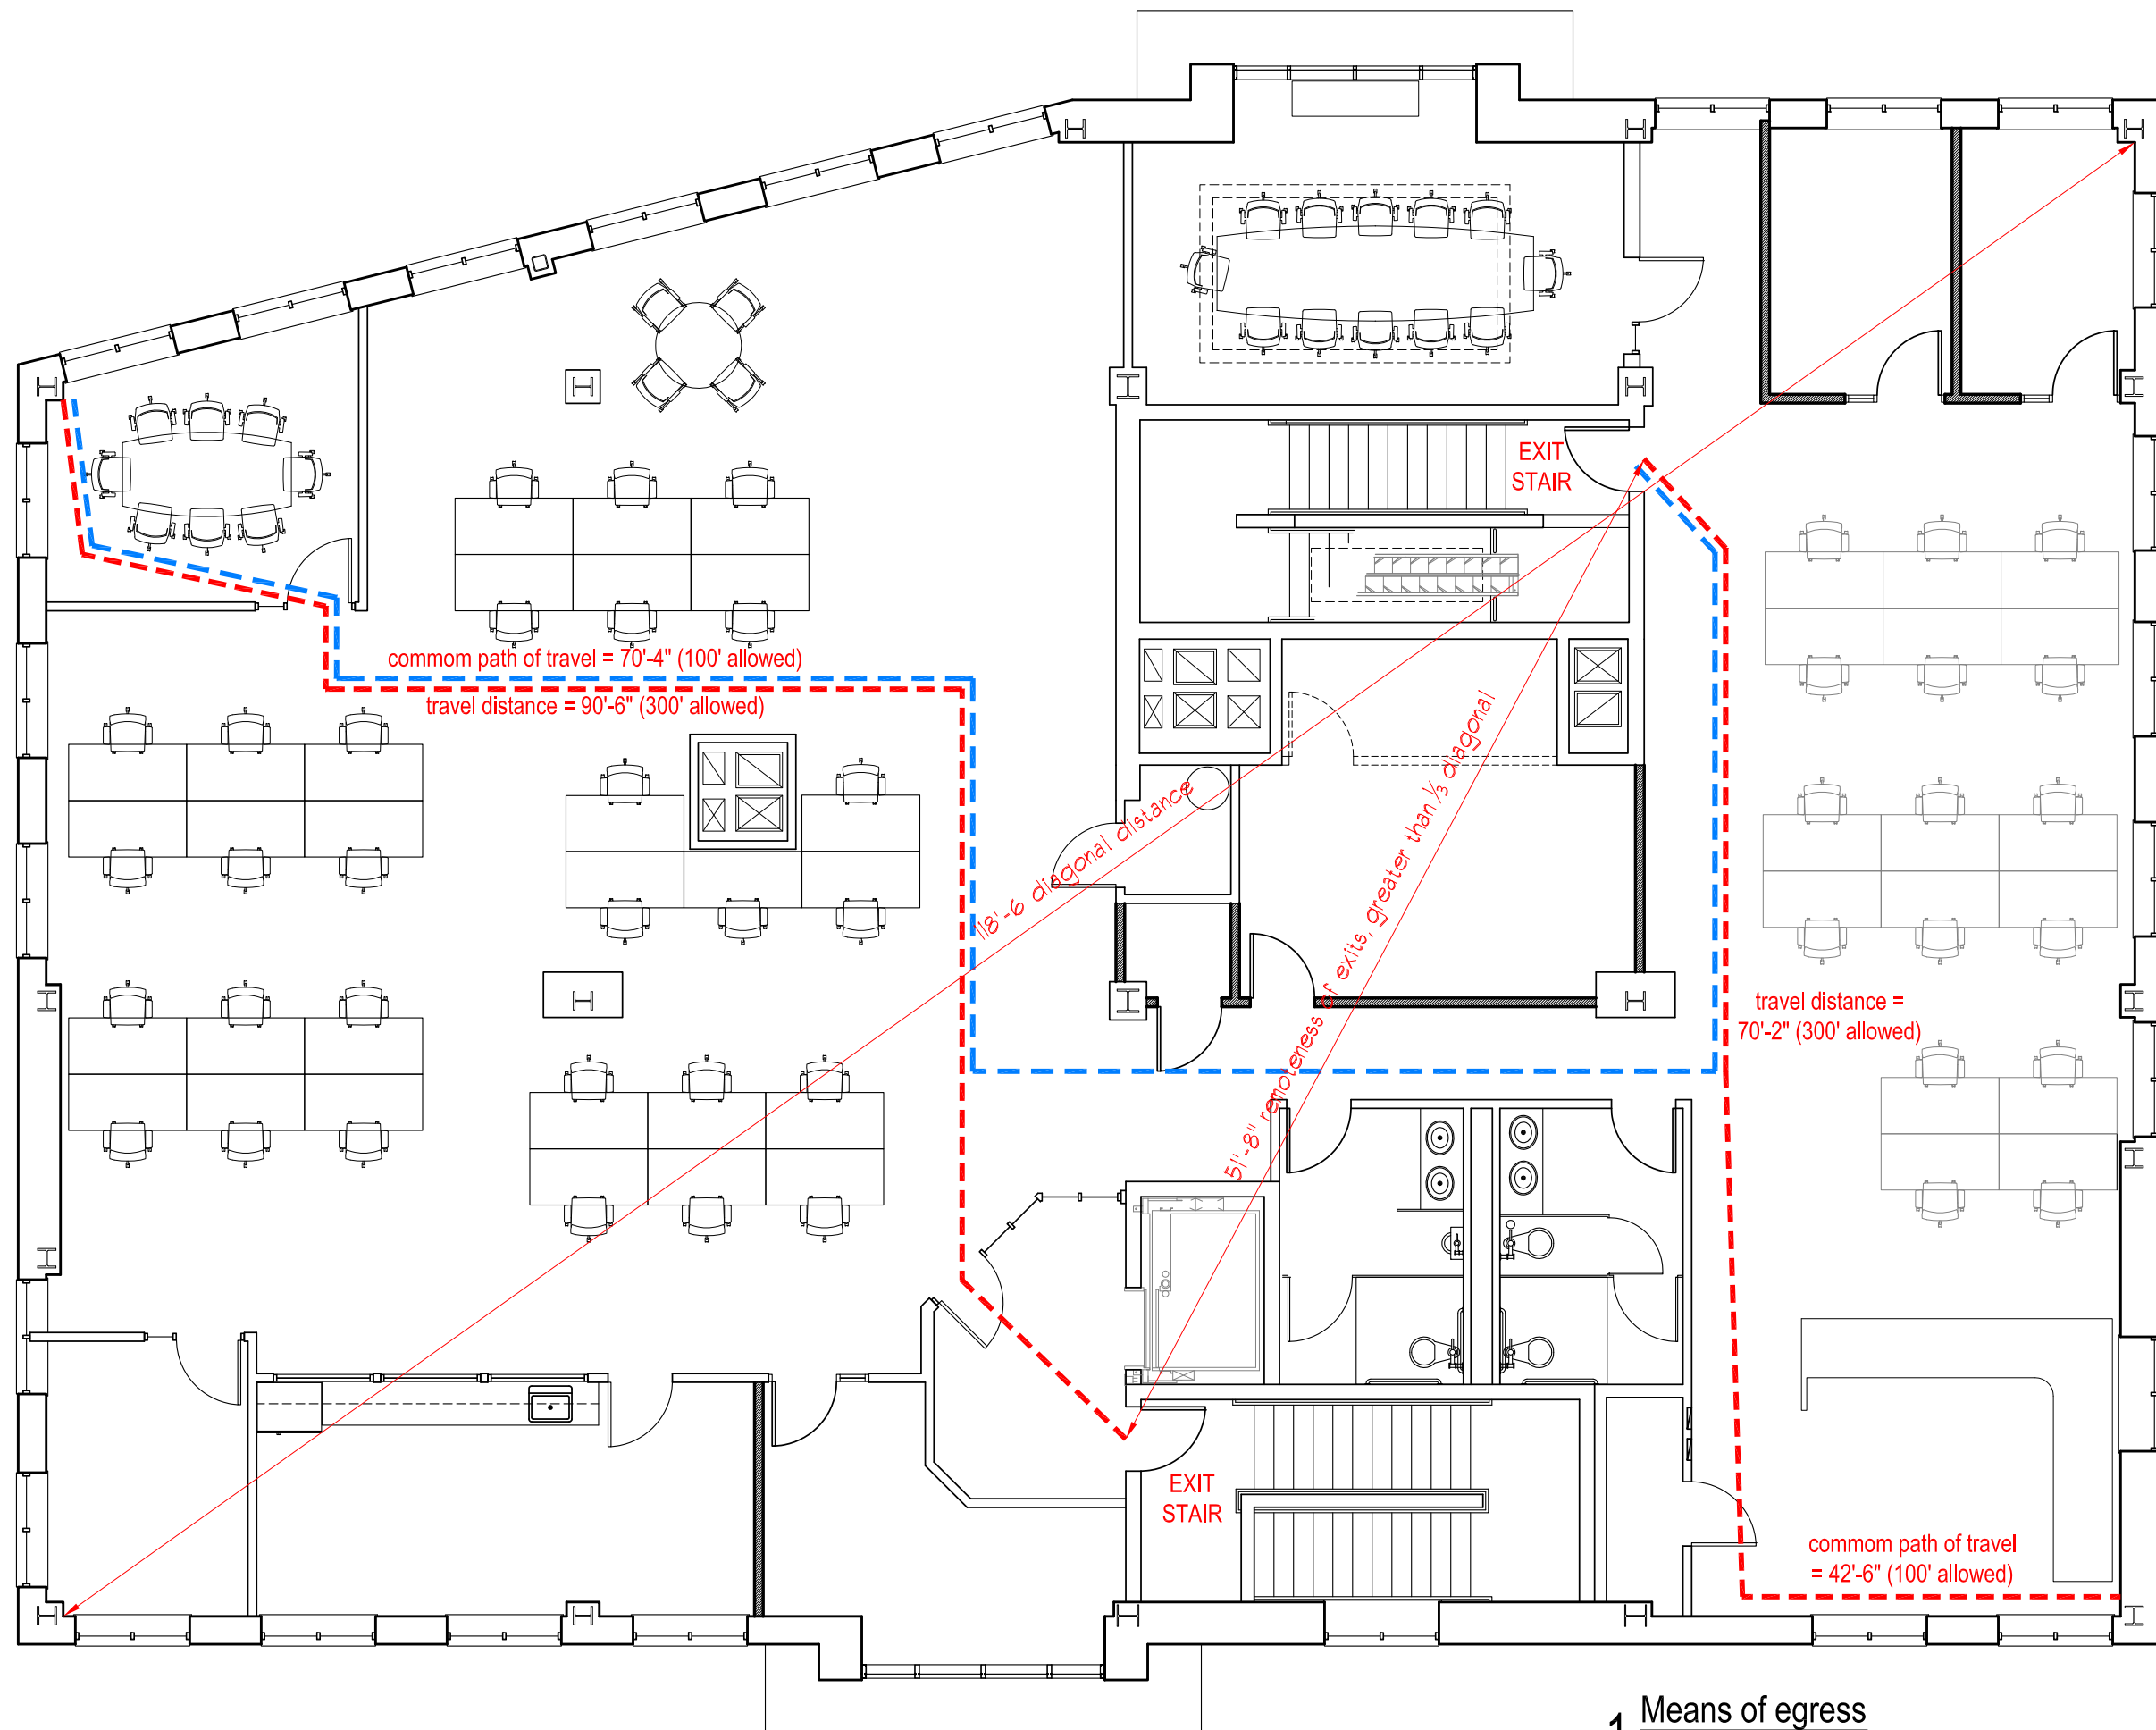 EXIT
STAIR
commom path of travel = 70'-4" (100' allowed)
travel distance = 90'-6" (300' allowed)
118'-6 diagonal distance
51'-8" remoteness of exits, greater than ⅓ diagonal
travel distance =
70'-2" (300' allowed)
EXIT
STAIR
commom path of travel
= 42'-6" (100' allowed)
1 Means of egress